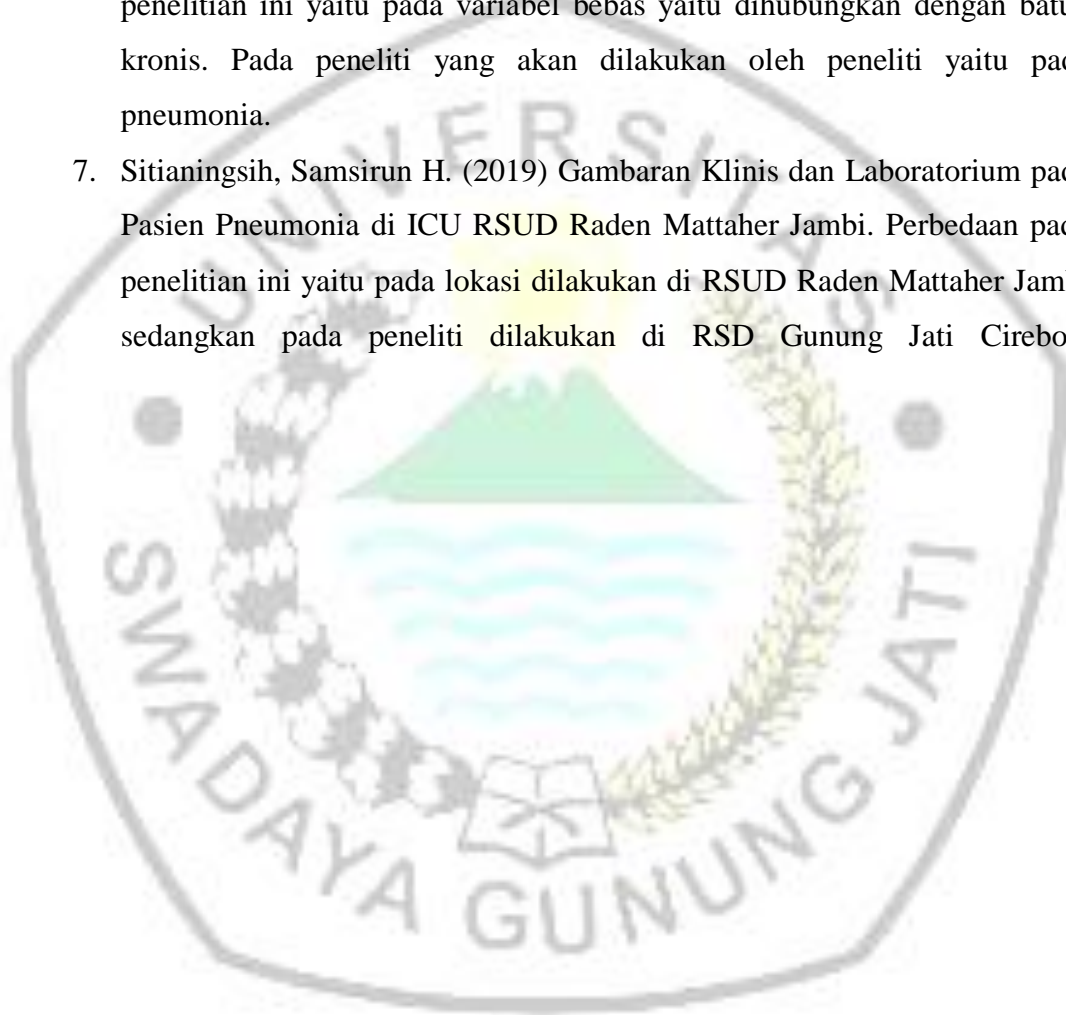 penelitian ini yaitu pada variabel bebas yaitu dihubungkan dengan batu
kronis. Pada peneliti yang akan dilakukan oleh peneliti yaitu pad
pneumonia.
7. Sitianingsih, Samsirun H. (2019) Gambaran Klinis dan Laboratorium pad
Pasien Pneumonia di ICU RSUD Raden Mattaher Jambi. Perbedaan pad
penelitian ini yaitu pada lokasi dilakukan di RSUD Raden Mattaher Jamb
sedangkan pada peneliti dilakukan di RSD Gunung Jati Cirebo
UNIVERSITAS
SWADAYA GUNUNG JATI